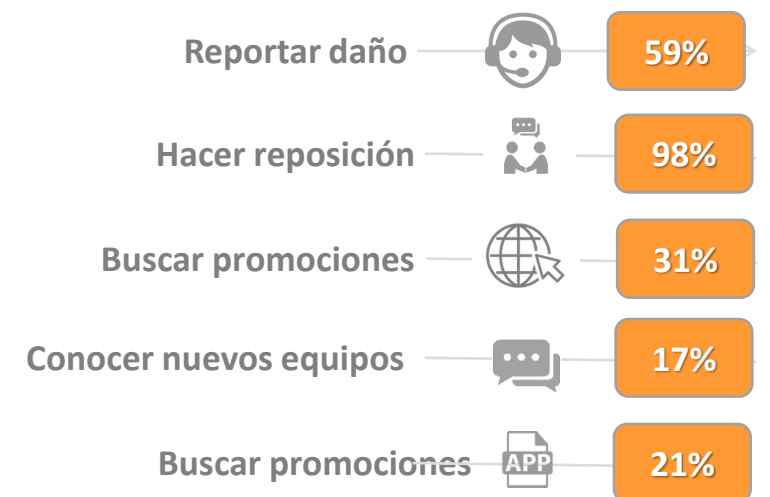 Reportar daño 59%
Hacer reposición 98%
Buscar promociones 31%
Conocer nuevos equipos 17%
Buscar promociones APP 21%